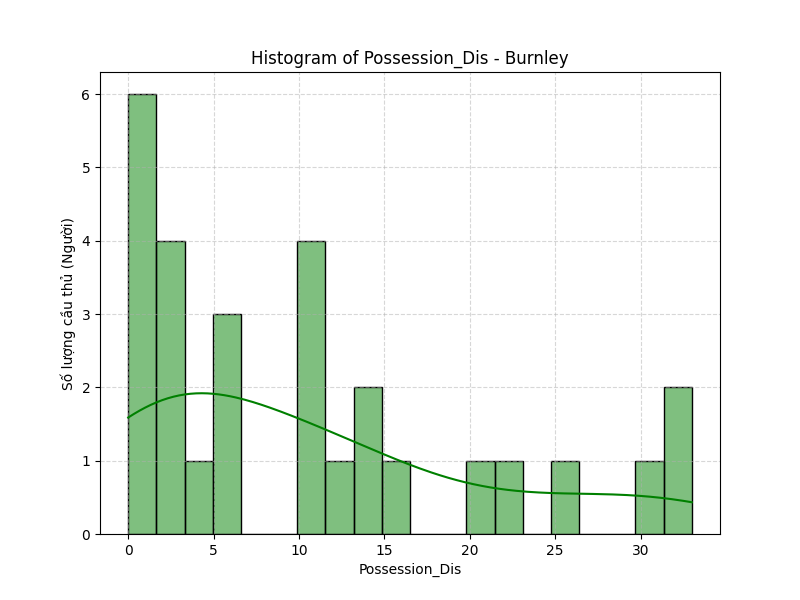 Histogram of Possession_Dis - Burnley
6
5
4
3
2
1
0
Số lượng cầu thủ (Người)
0 5 10 15 20 25 30
Possession_Dis